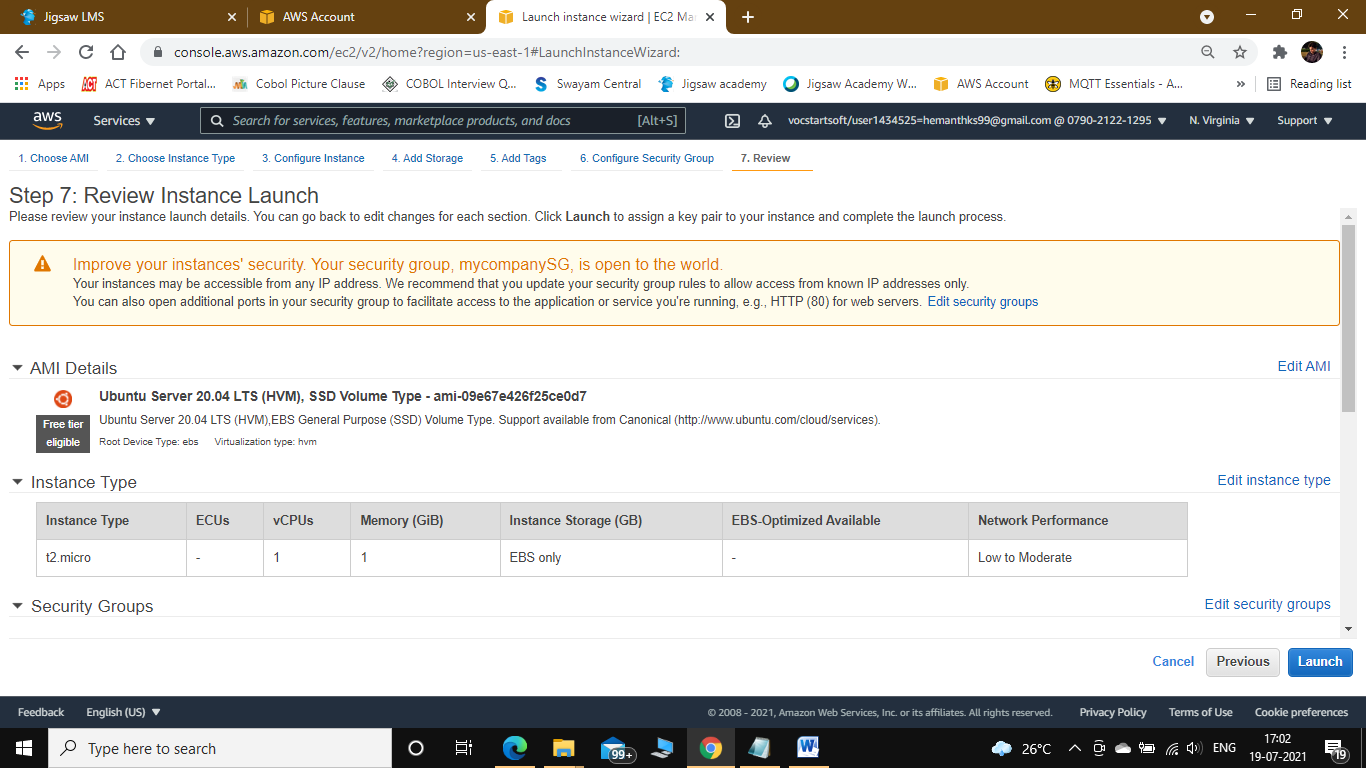 Jigsaw LMS
AWS Account
Launch instance wizard | EC2 Ma
console.aws.amazon.com/ec2/v2/home?region=us-east-1#LaunchInstanceWizard:
Apps
ACT Fibernet Portal...
Cobol Picture Clause
COBOL Interview Q...
Swayam Central
Jigsaw academy
Jigsaw Academy W...
AWS Account
MQTT Essentials - A...
»
Reading list
aws
Services
Search for services, features, marketplace products, and docs
[Alt+S]
vocstartsoft/user1434525=hemanthks99@gmail.com @ 0790-2122-1295
N. Virginia
Support
1. Choose AMI
2. Choose Instance Type
3. Configure Instance
4. Add Storage
5. Add Tags
6. Configure Security Group
7. Review
Step 7: Review Instance Launch
Please review your instance launch details. You can go back to edit changes for each section. Click Launch to assign a key pair to your instance and complete the launch process.
Improve your instances' security. Your security group, mycompanySG, is open to the world.
Your instances may be accessible from any IP address. We recommend that you update your security group rules to allow access from known IP addresses only.
You can also open additional ports in your security group to facilitate access to the application or service you're running, e.g., HTTP (80) for web servers. Edit security groups
AMI Details
Edit AMI
Ubuntu Server 20.04 LTS (HVM), SSD Volume Type - ami-09e67e426f25ce0d7
Free tier
eligible
Ubuntu Server 20.04 LTS (HVM),EBS General Purpose (SSD) Volume Type. Support available from Canonical (http://www.ubuntu.com/cloud/services).
Root Device Type: ebs
Virtualization type: hvm
Instance Type
Edit instance type
Instance Type
ECUs
vCPUs
Memory (GiB)
Instance Storage (GB)
EBS-Optimized Available
Network Performance
t2.micro
-
1
1
EBS only
-
Low to Moderate
Security Groups
Edit security groups
Cancel
Previous
Launch
Feedback
English (US)
© 2008 - 2021, Amazon Web Services, Inc. or its affiliates. All rights reserved.
Privacy Policy
Terms of Use
Cookie preferences
Type here to search
99+
26°C
ENG
17:02
19-07-2021
19